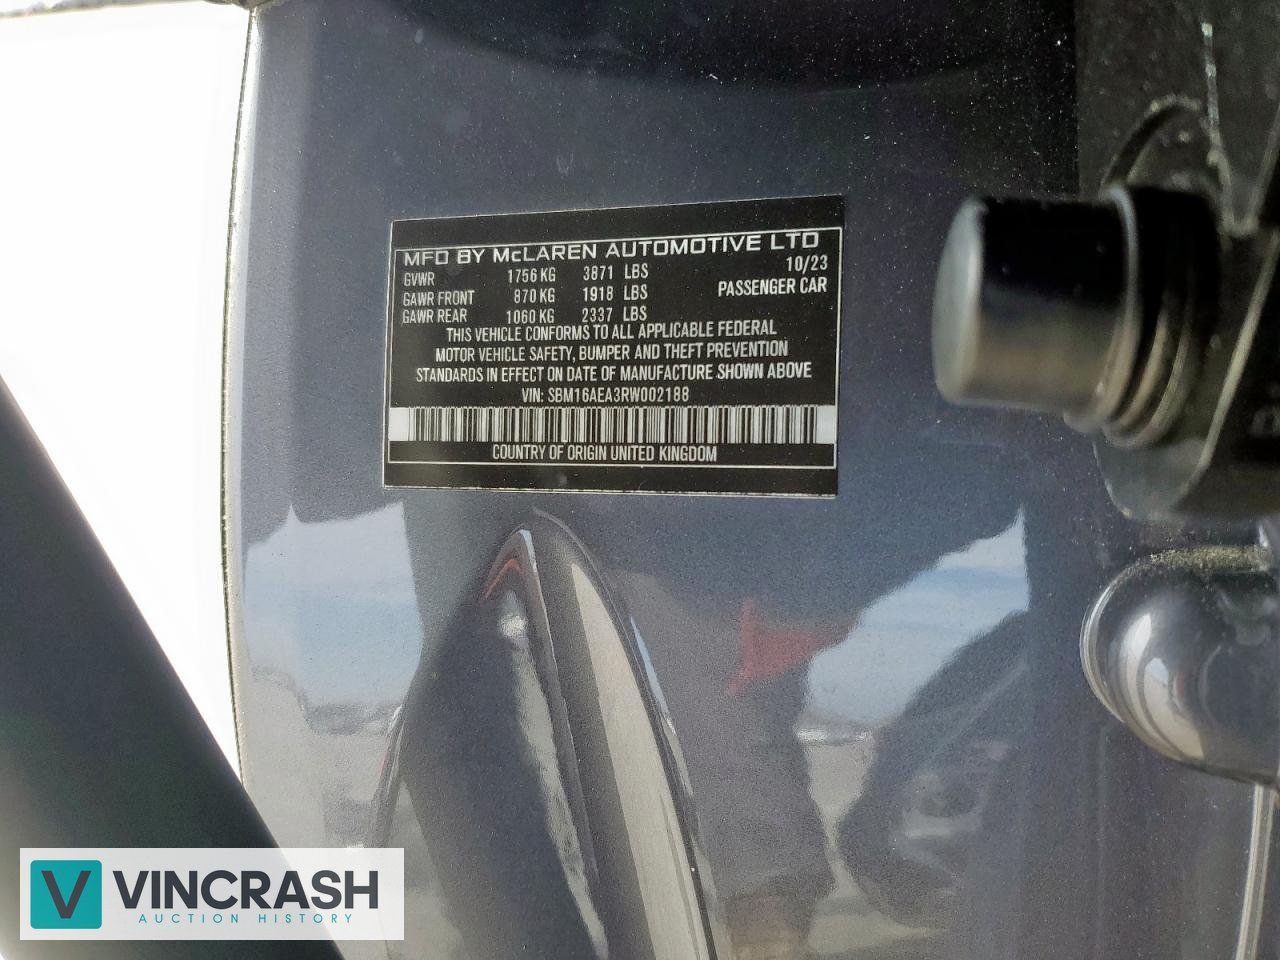 MFD BY McLAREN AUTOMOTIVE LTD
10/23
GVWR 1756 KG 3871 LBS
GAWR FRONT 870 KG 1918 LBS PASSENGER CAR
GAWR REAR 1060 KG 2337 LBS
THIS VEHICLE CONFORMS TO ALL APPLICABLE FEDERAL
MOTOR VEHICLE SAFETY, BUMPER AND THEFT PREVENTION
STANDARDS IN EFFECT ON DATE OF MANUFACTURE SHOWN ABOVE
VIN: SBM16AEA3RW002188
COUNTRY OF ORIGIN UNITED KINGDOM
V VINCRASH
AUCTION HISTORY